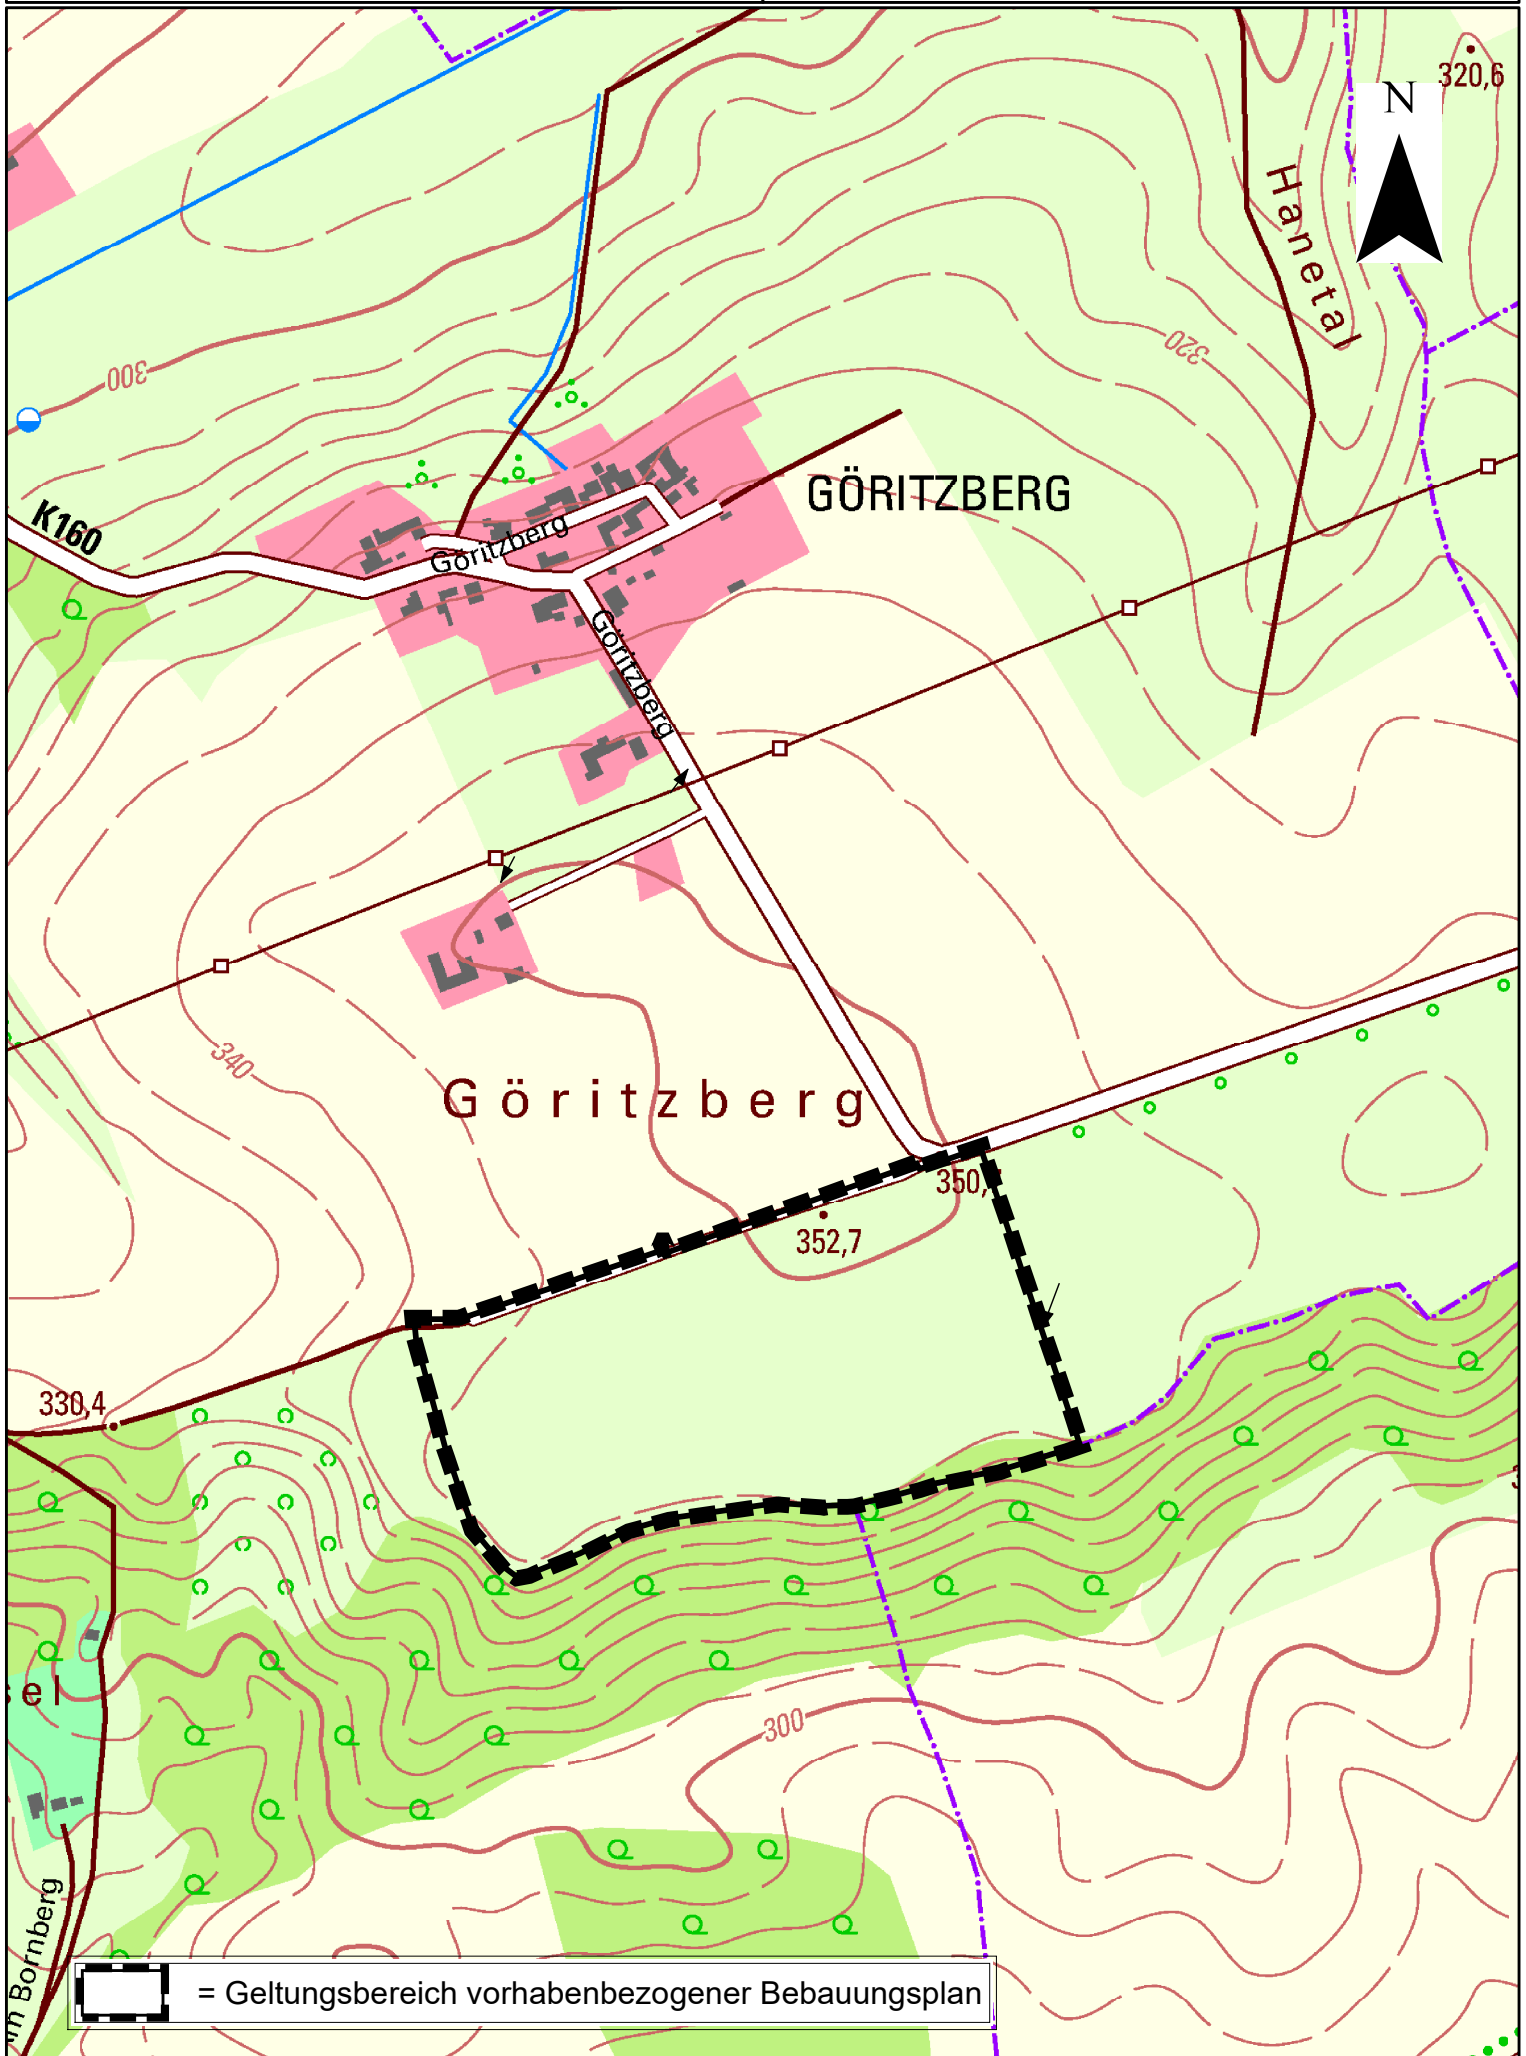 320,6
N
Hanetal
320
300
K160
GÖRITZBERG
Göritzberg
Göritzberg
340
Göritzberg
350,
352,7
330,4
sel
300
m Bornberg
= Geltungsbereich vorhabenbezogener Bebauungsplan